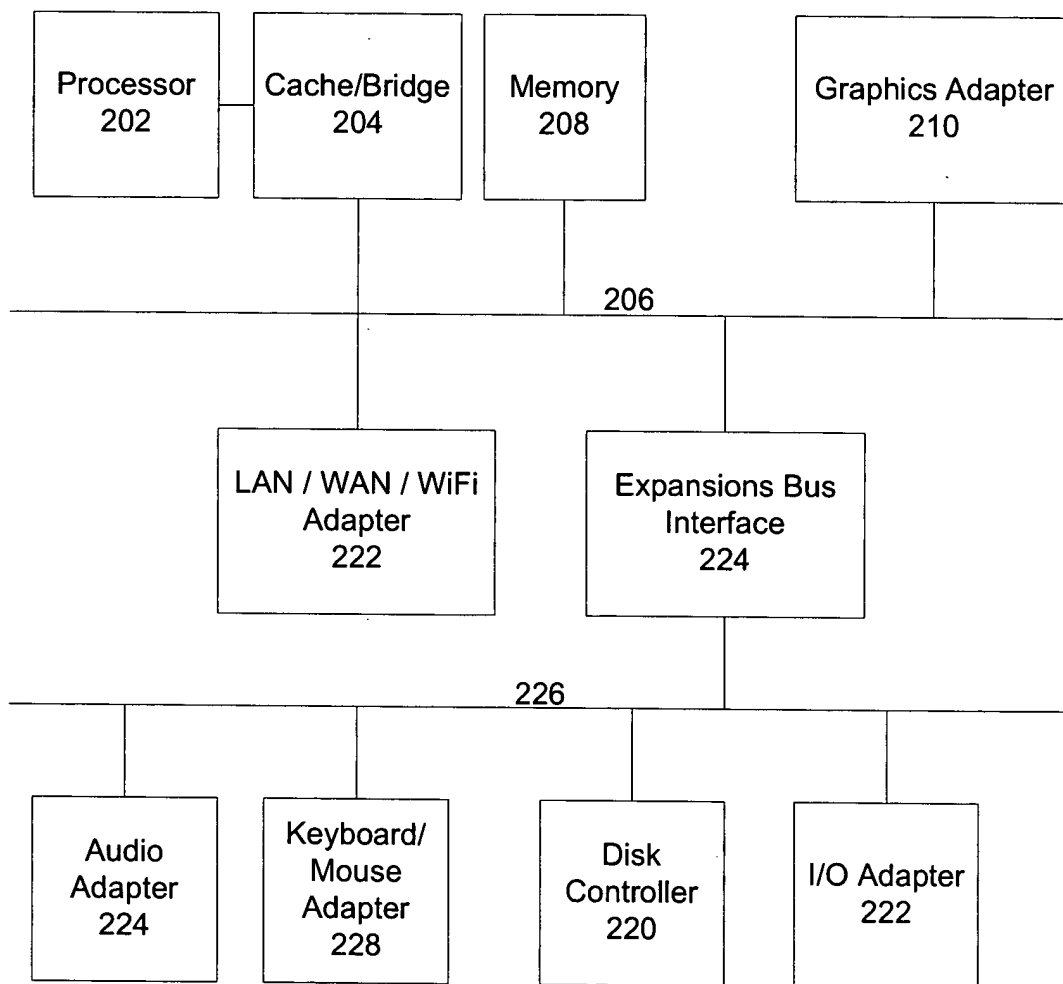 Processor
202
Cache/Bridge
204
Memory
208
Graphics Adapter
210
206
LAN / WAN / WiFi
Adapter
222
Expansions Bus
Interface
224
226
Audio
Adapter
224
Keyboard/
Mouse
Adapter
228
Disk
Controller
220
I/O Adapter
222